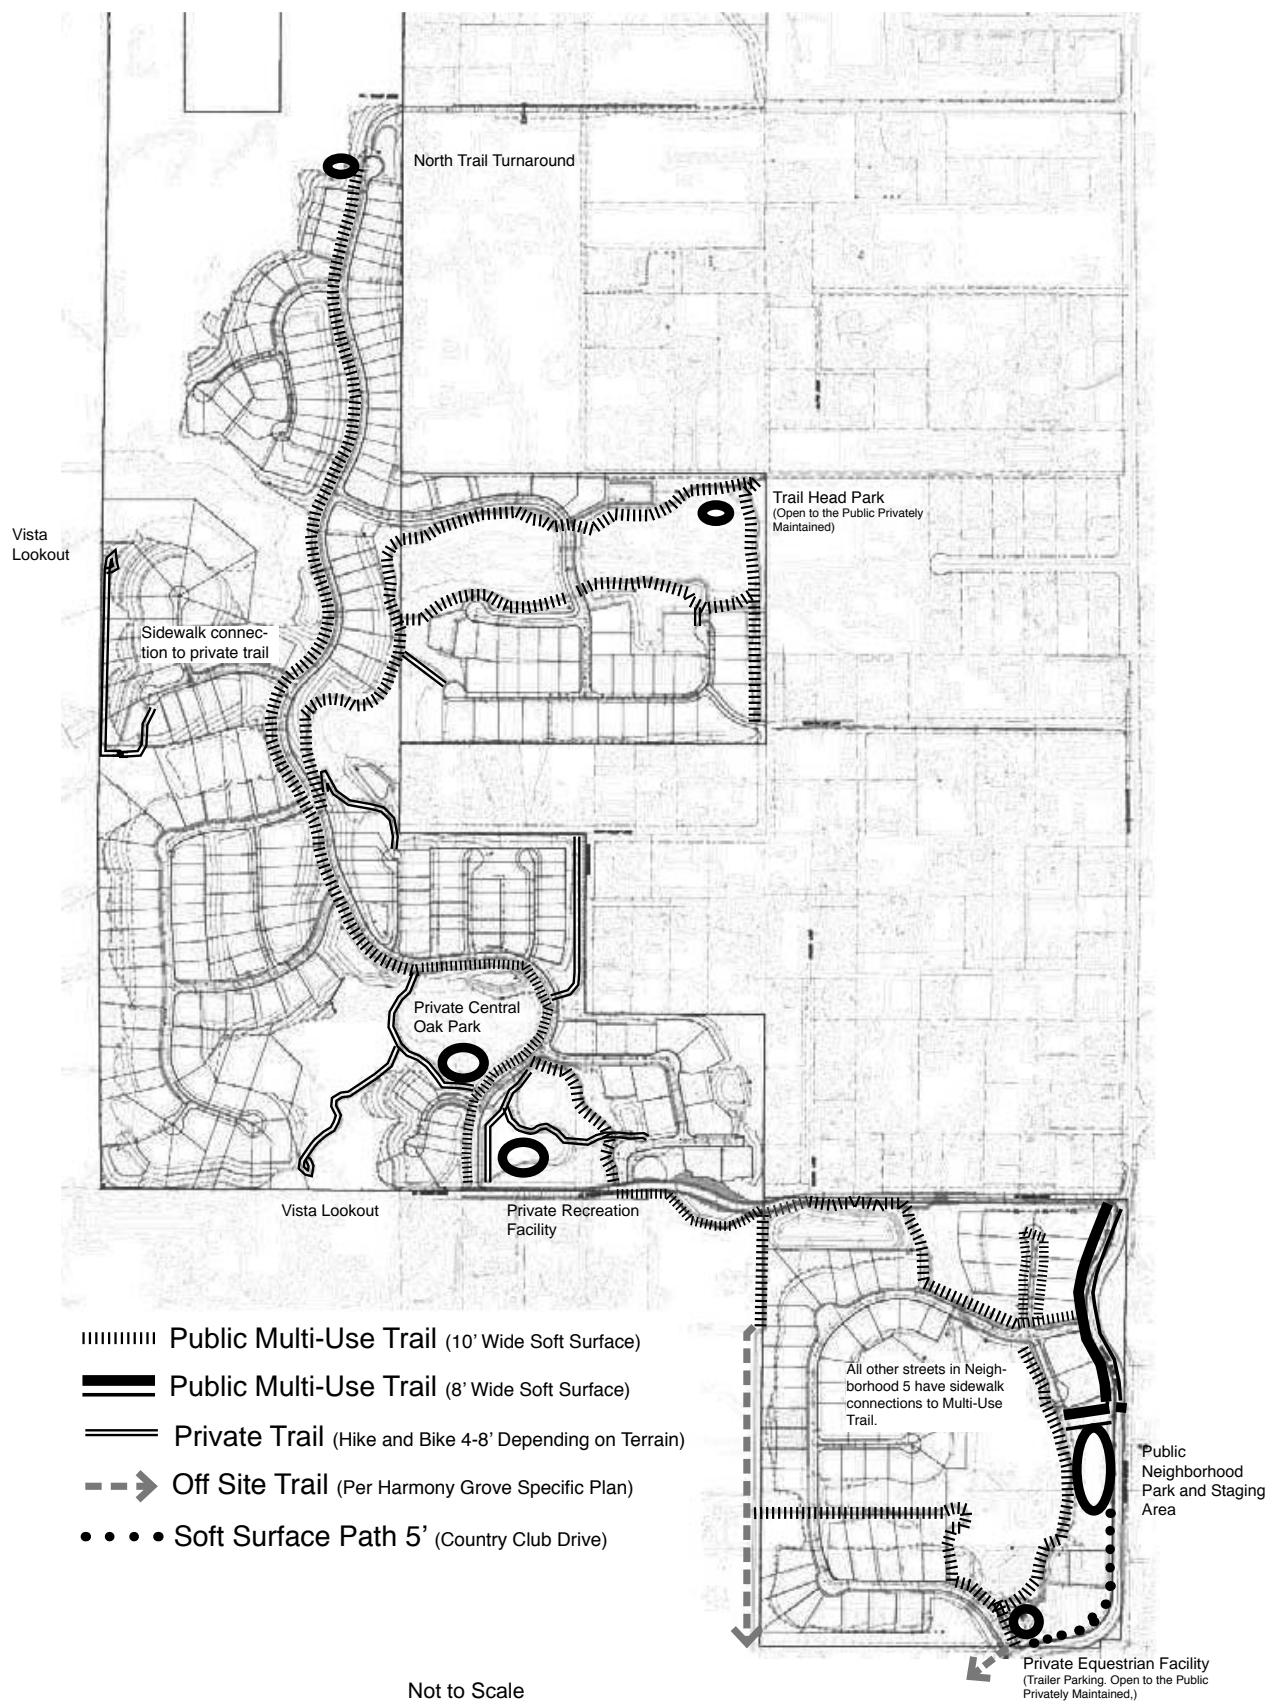 North Trail Turnaround
Trail Head Park
(Open to the Public Privately
Maintained)
Vista
Lookout
Sidewalk connec-
tion to private trail
Private Central
Oak Park
Vista Lookout
Private Recreation
Facility
Public Multi-Use Trail (10' Wide Soft Surface)
Public Multi-Use Trail (8' Wide Soft Surface)
Private Trail (Hike and Bike 4-8' Depending on Terrain)
Off Site Trail (Per Harmony Grove Specific Plan)
Soft Surface Path 5' (Country Club Drive)
All other streets in Neigh-
borhood 5 have sidewalk
connections to Multi-Use
Trail.
Public
Neighborhood
Park and Staging
Area
Private Equestrian Facility
(Trailer Parking. Open to the Public
Privately Maintained,)
Not to Scale